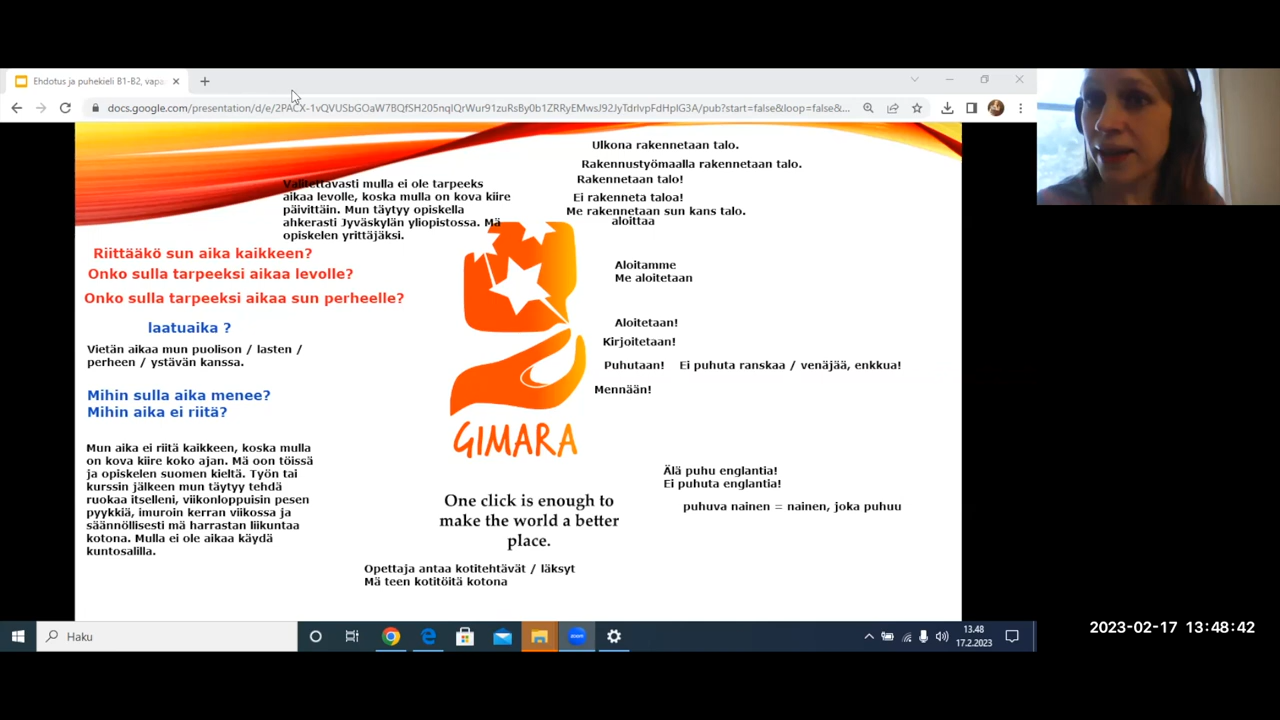 Ehdotus ja puhekieli B1-B2, vapa
docs.google.com/presentation/d/e/2PACX-1vQVUSbGOaW7BQfSH205nqIQrWur91zuRsBy0b1ZRRyEMwsJ92JyTdrIvpFdHpIG3A/pub?start=false&loop=false&...
Ulkona rakennetaan talo.
Rakennustyömaalla rakennetaan talo.
Rakennetaan talo!
Ei rakenneta taloa!
Me rakennetaan sun kans talo.
aloittaa
Valitettavasti mulla ei ole tarpeeks
aikaa levolle, koska mulla on kova kiire
päivittäin. Mun täytyy opiskella
ahkerasti Jyväskylän yliopistossa. Mä
opiskelen yrittäjäksi.
Riittääkö sun aika kaikkeen?
Onko sulla tarpeeksi aikaa levolle?
Onko sulla tarpeeksi aikaa sun perheelle?
laatuaika ?
Vietän aikaa mun puolison / lasten /
perheen / ystävän kanssa.
Mihin sulla aika menee?
Mihin aika ei riitä?
Mun aika ei riitä kaikkeen, koska mulla
on kova kiire koko ajan. Mä oon töissä
ja opiskelen suomen kieltä. Työn tai
kurssin jälkeen mun täytyy tehdä
ruokaa itselleni, viikonloppuisin pesen
pyykkiä, imuroin kerran viikossa ja
säännöllisesti mä harrastan liikuntaa
kotona. Mulla ei ole aikaa käydä
kuntosalilla.
Aloitamme
Me aloitetaan
Aloitetaan!
Kirjoitetaan!
Puhutaan! Ei puhuta ranskaa / venäjää, enkkua!
Mennään!
GIMARA
One click is enough to
make the world a better
place.
Älä puhu englantia!
Ei puhuta englantia!
puhuva nainen = nainen, joka puhuu
Opettaja antaa kotitehtävät / läksyt
Mä teen kotitöitä kotona
Haku
zoom
13.48
17.2.2023
2023-02-17 13:48:42